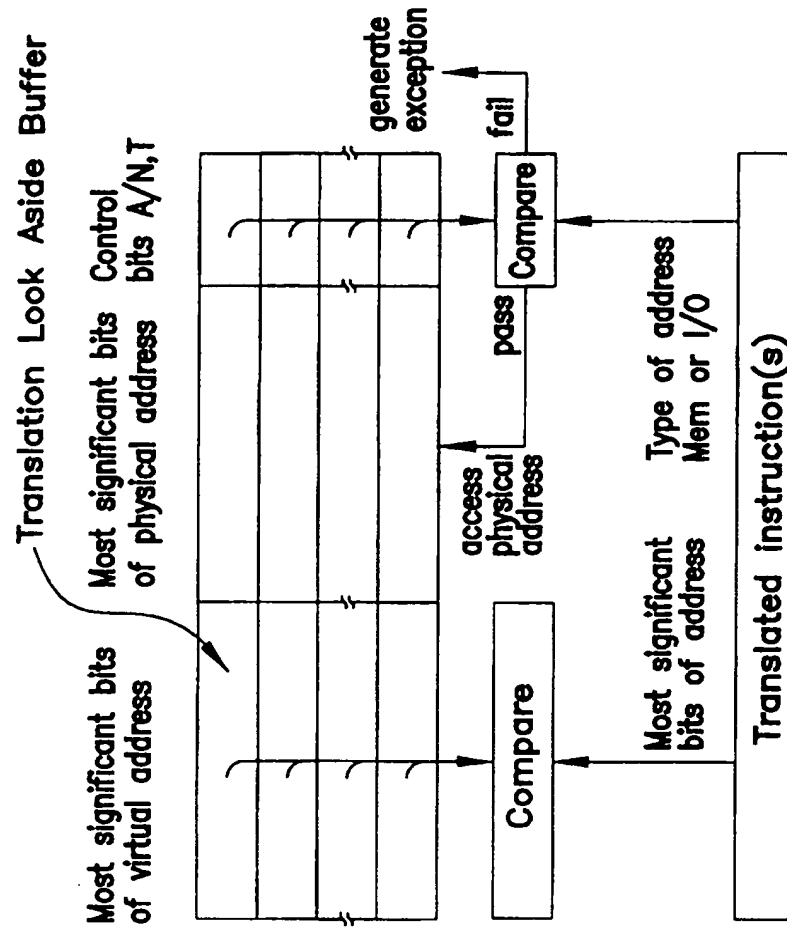 Translation Look Aside Buffer
Most significant bits
of virtual address
Most significant bits
of physical address
Control
bits A/N,T
Compare
access
physical
address
pass
Compare
fail
generate
exception
Most significant
bits of address
Type of address
Mem or I/O
Translated instruction(s)